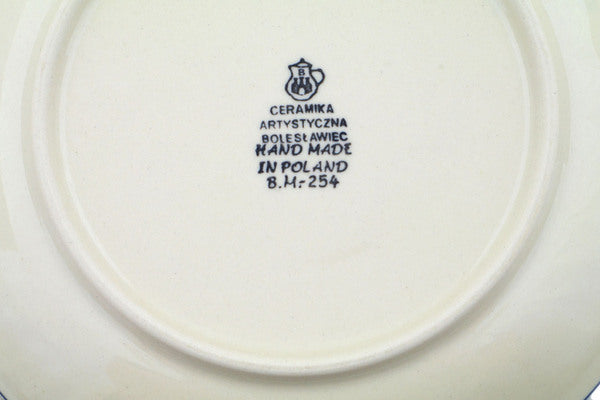 B
CERAMIKA
ARTYSTYCZNA
BOLESŁAWIEC
HAND MADE
IN POLAND
B.M.-254